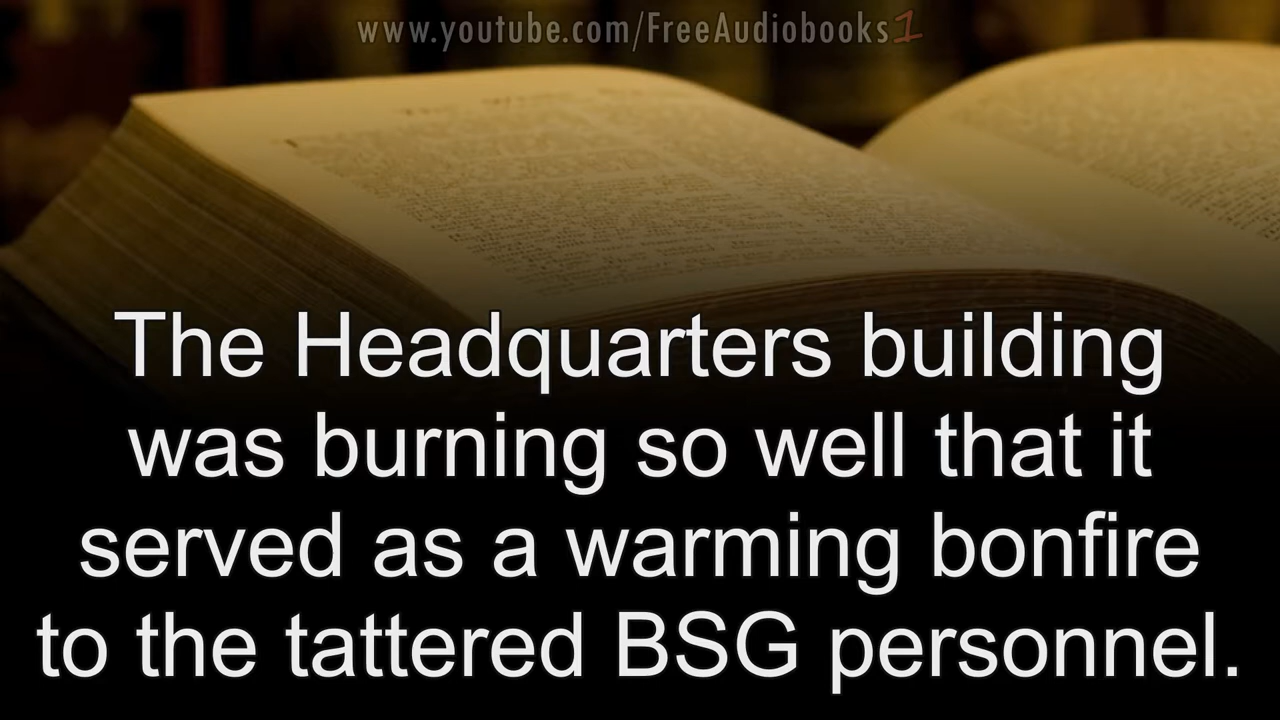 www.youtube.com/FreeAudiobooks1
The Headquarters building
was burning so well that it
served as a warming bonfire
to the tattered BSG personnel.